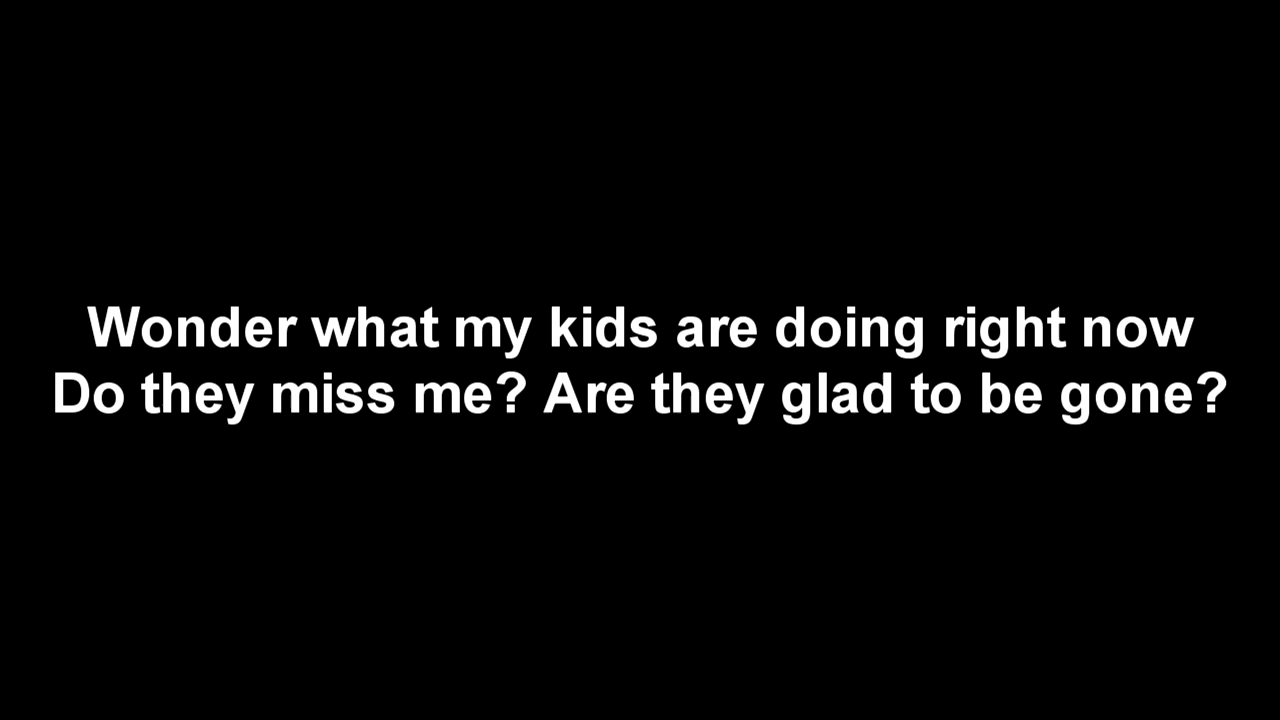 Wonder what my kids are doing right now
Do they miss me? Are they glad to be gone?